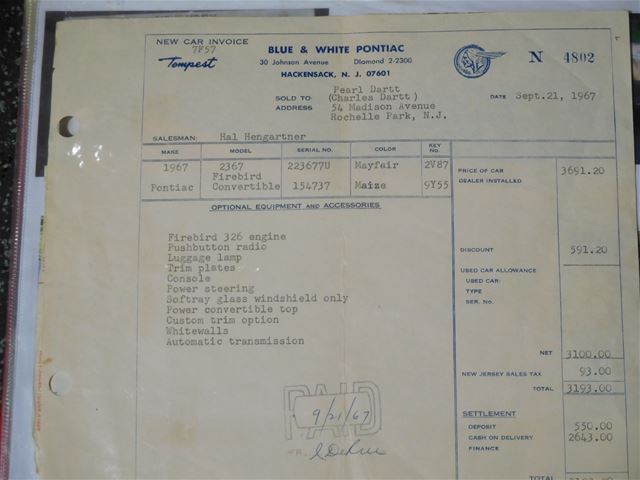 NEW CAR INVOICE
7F57
Tempest
BLUE & WHITE PONTIAC
30 Johnson Avenue Diamond 2-2300
HACKENSACK, N. J. 07601
N 4802
SOLD TO: Pearl Dartt
(Charles Dartt)
ADDRESS 54 Madison Avenue
Rochelle Park, N.J.
DATE Sept.21, 1967
SALESMAN: Hal Hengartner
MAKE MODEL SERIAL NO. COLOR KEY NO.
1967 2367 223677U Mayfair 2V87
Firebird
Pontiac Convertible 154737 Maize 9Y55
PRICE OF CAR 3691.20
DEALER INSTALLED
OPTIONAL EQUIPMENT AND ACCESSORIES
Firebird 326 engine
Pushbutton radio
Luggage lamp
Trim plates
Console
Power steering
Softray glass windshield only
Power convertible top
Custom trim option
Whitewalls
Automatic transmission
DISCOUNT 591.20
USED CAR ALLOWANCE
USED CAR:
TYPE
SER. No.
NET 3100.00
NEW JERSEY SALES TAX 93.00
TOTAL 3193.00
SETTLEMENT
DEPOSIT 550.00
CASH ON DELIVERY 2643.00
FINANCE
PAID
9/21/67
TOTAL